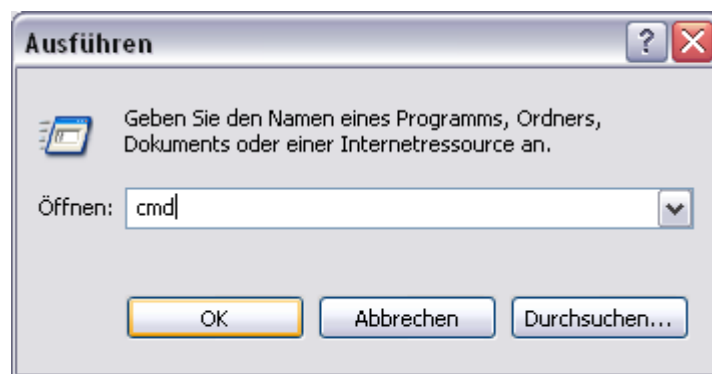 Ausführen
Geben Sie den Namen eines Programms, Ordners,
Dokuments oder einer Internetressource an.
Öffnen: cmd
OK Abbrechen Durchsuchen...